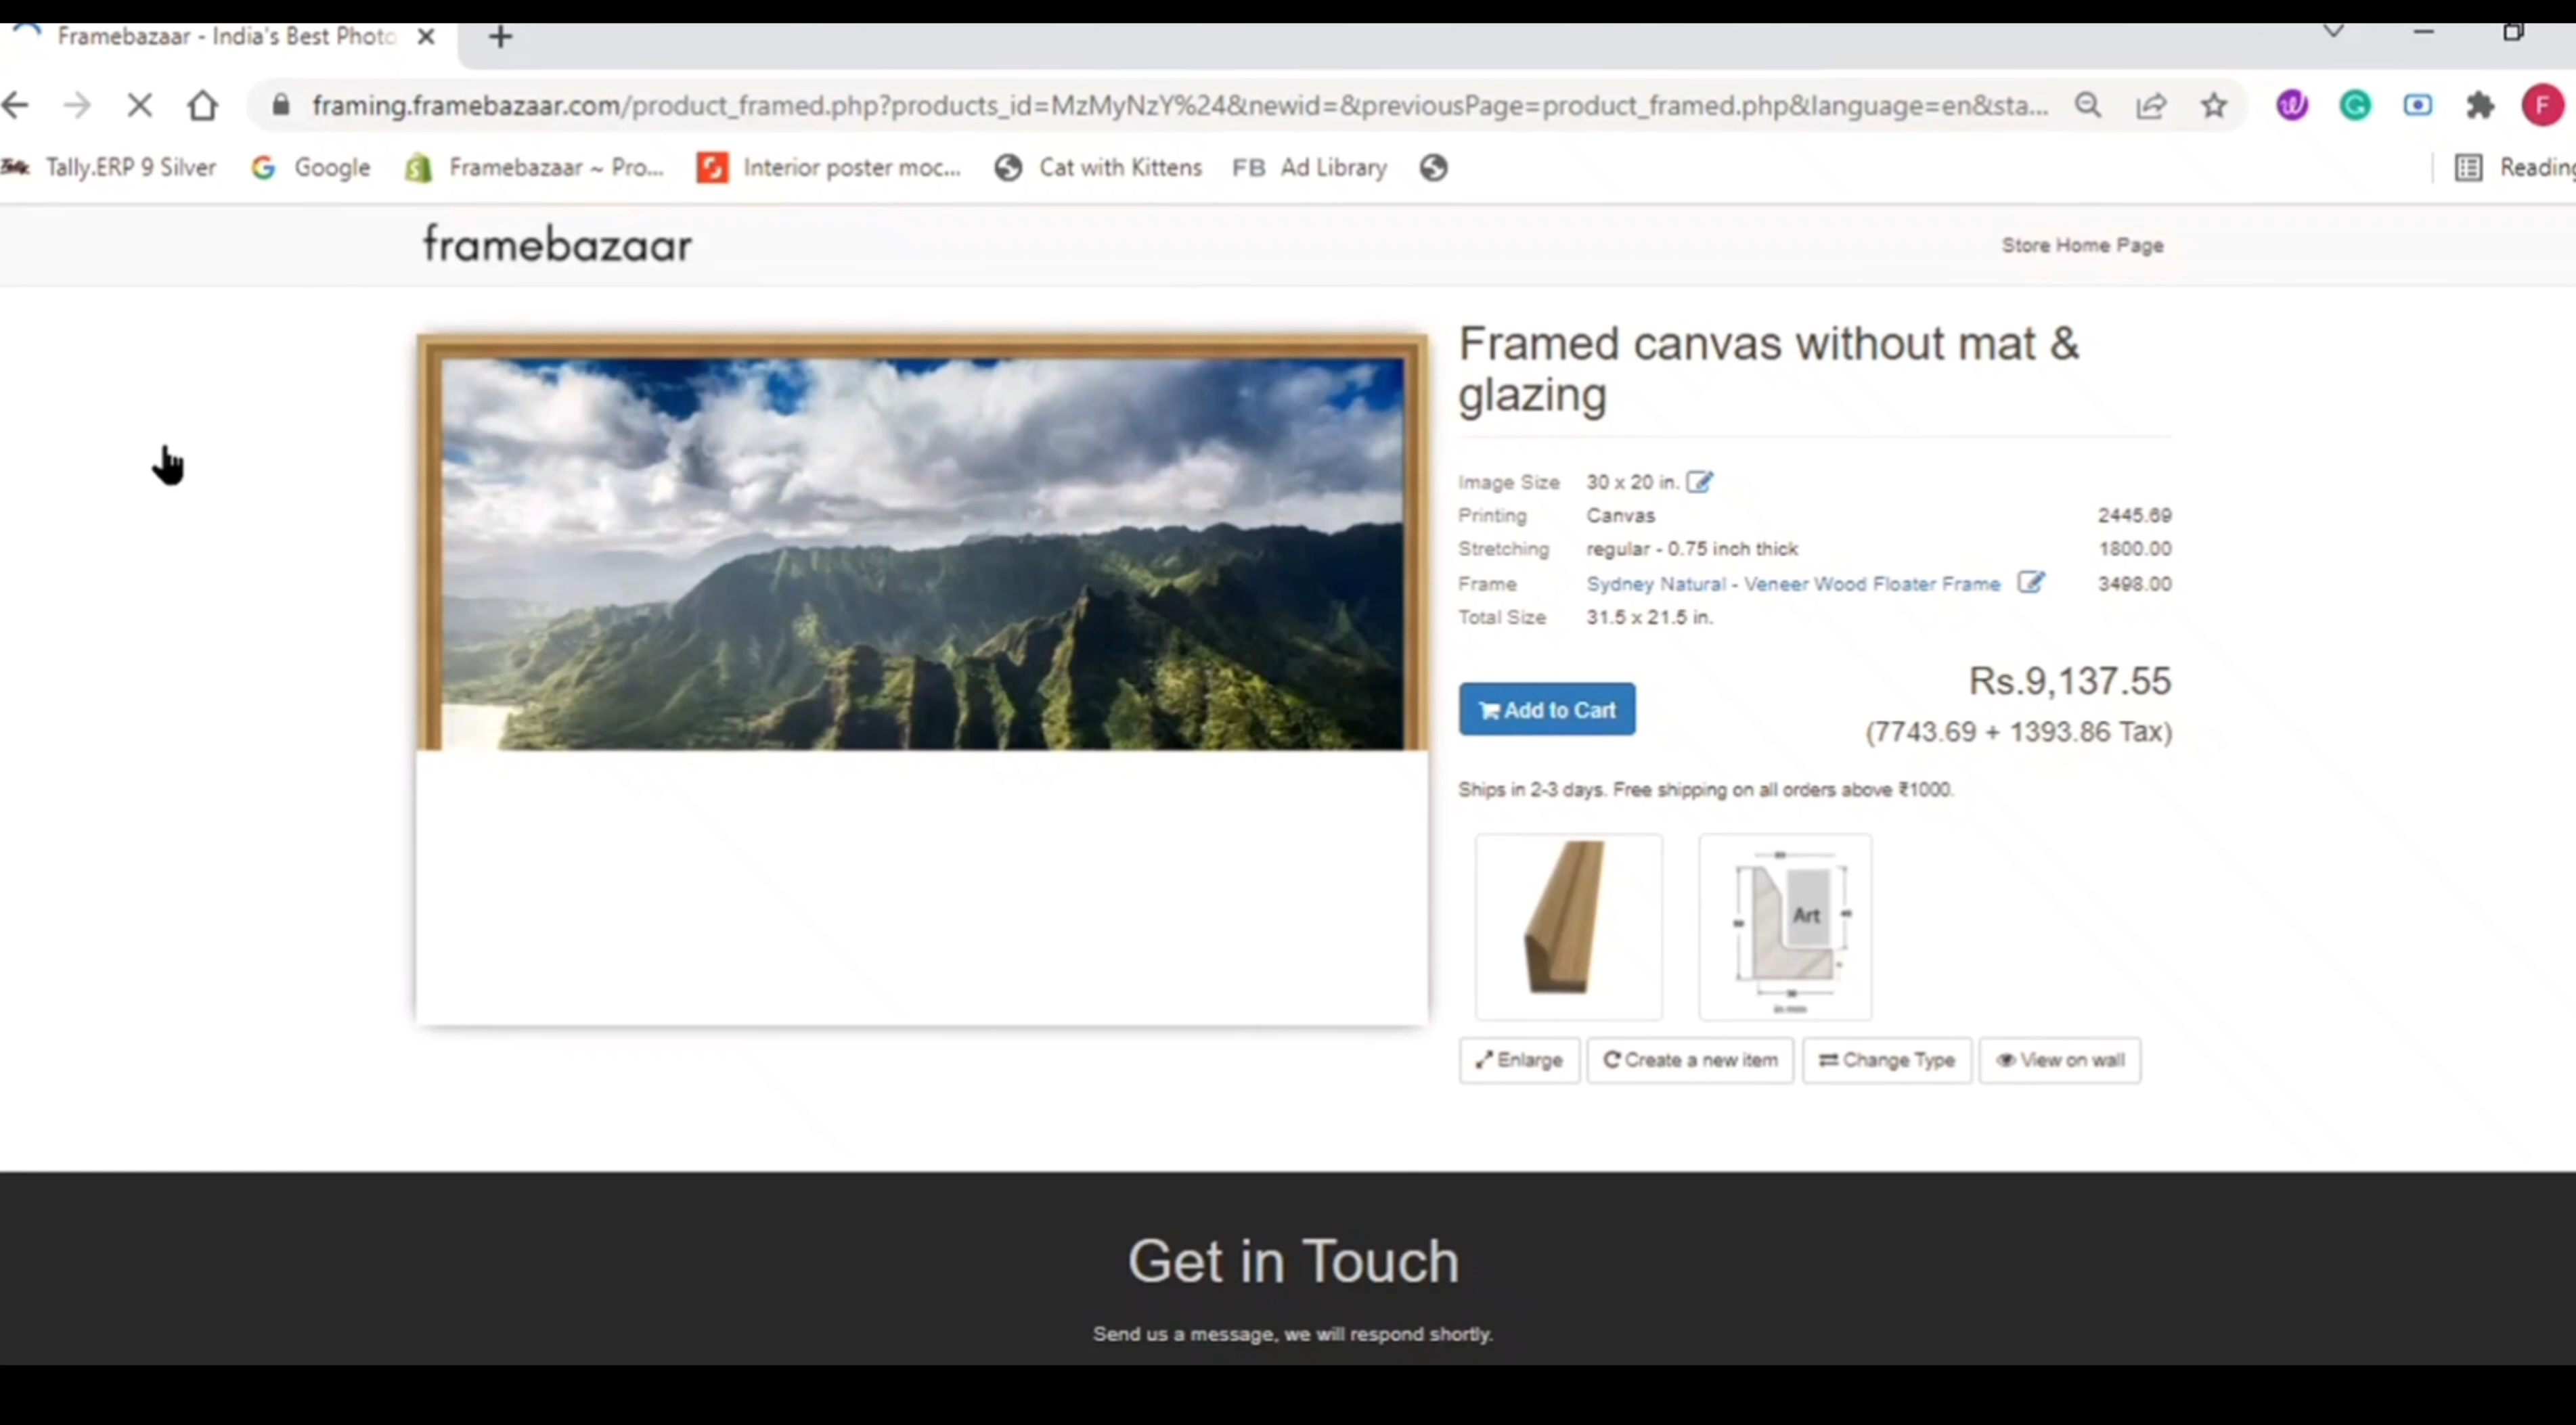 Framebazaar - India's Best Photo
framing.framebazaar.com/product_framed.php?products_id=MzMyNzY%24&newid=&previousPage=product_framed.php&language=en&sta...
F
Tally.ERP 9 Silver Google Framebazaar ~ Pro... Interior poster moc... Cat with Kittens FB Ad Library Reading
framebazaar Store Home Page
Framed canvas without mat &
glazing
Image Size 30 x 20 in.
Printing Canvas 2445.69
Stretching regular - 0.75 inch thick 1800.00
Frame Sydney Natural - Veneer Wood Floater Frame 3498.00
Total Size 31.5 x 21.5 in.
Rs.9,137.55
Add to Cart
(7743.69 + 1393.86 Tax)
Ships in 2-3 days. Free shipping on all orders above ₹1000.
Art
in mm
Enlarge Create a new item Change Type View on wall
Get in Touch
Send us a message, we will respond shortly.